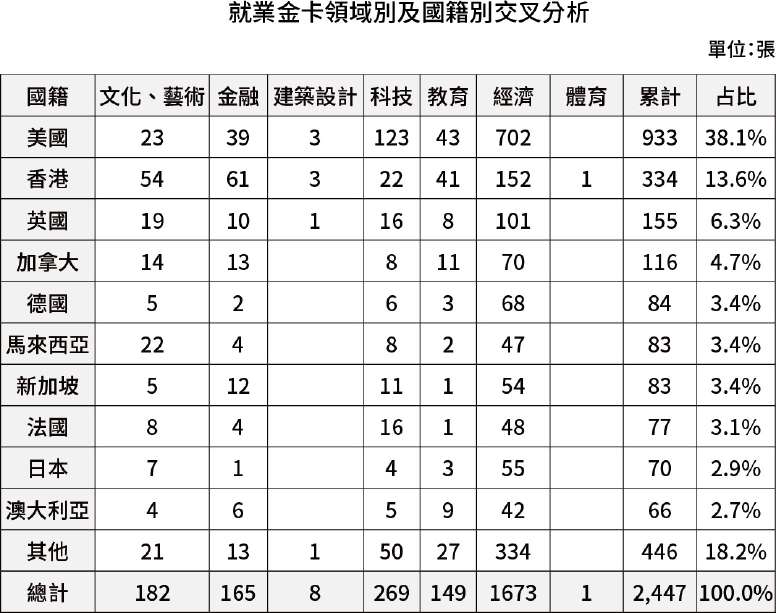 就業金卡領域別及國籍別交叉分析
單位：張
國籍 文化、藝術 金融 建築設計 科技 教育 經濟 體育 累計 占比
美國 23 39 3 123 43 702 933 38.1%
香港 54 61 3 22 41 152 1 334 13.6%
英國 19 10 1 16 8 101 155 6.3%
加拿大 14 13 8 11 70 116 4.7%
德國 5 2 6 3 68 84 3.4%
馬來西亞 22 4 8 2 47 83 3.4%
新加坡 5 12 11 1 54 83 3.4%
法國 8 4 16 1 48 77 3.1%
日本 7 1 4 3 55 70 2.9%
澳大利亞 4 6 5 9 42 66 2.7%
其他 21 13 1 50 27 334 446 18.2%
總計 182 165 8 269 149 1673 1 2,447 100.0%